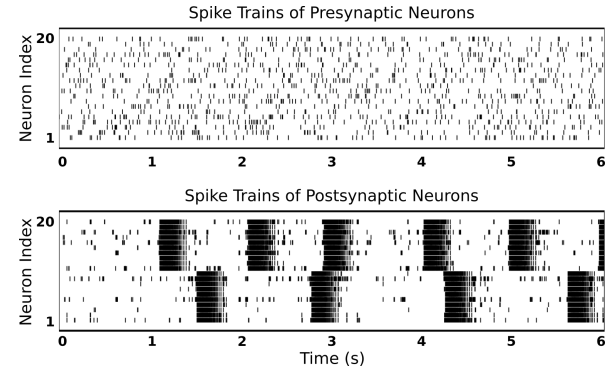 Spike Trains of Presynaptic Neurons
20
Neuron Index
1
0 1 2 3 4 5 6
Spike Trains of Postsynaptic Neurons
20
Neuron Index
1
0 1 2 3 4 5 6
Time (s)